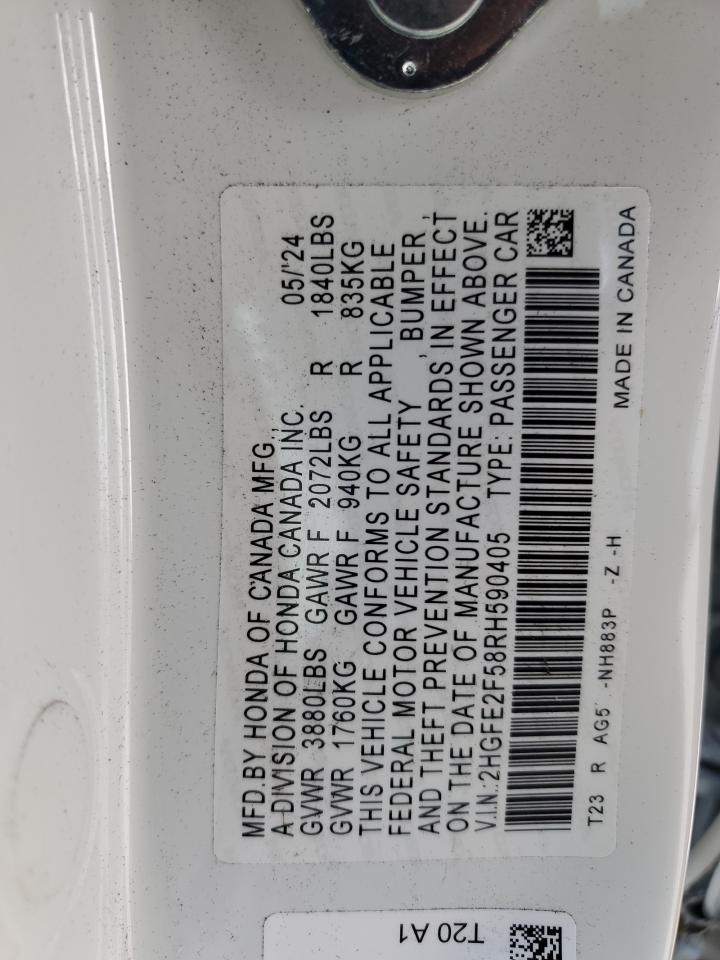 MFD.BY HONDA OF CANADA MFG.,
A DIVISION OF HONDA CANADA INC. 05/'24
GVWR 3880LBS GAWR F 2072LBS R 1840LBS
GVWR 1760KG GAWR F 940KG R 835KG
THIS VEHICLE CONFORMS TO ALL APPLICABLE
FEDERAL MOTOR VEHICLE SAFETY , BUMPER ,
AND THEFT PREVENTION STANDARDS IN EFFECT
ON THE DATE OF MANUFACTURE SHOWN ABOVE.
V.I.N.:2HGFE2F58RH590405 TYPE: PASSENGER CAR
T23 R AG5 -NH883P -Z -H
MADE IN CANADA
T20 A1